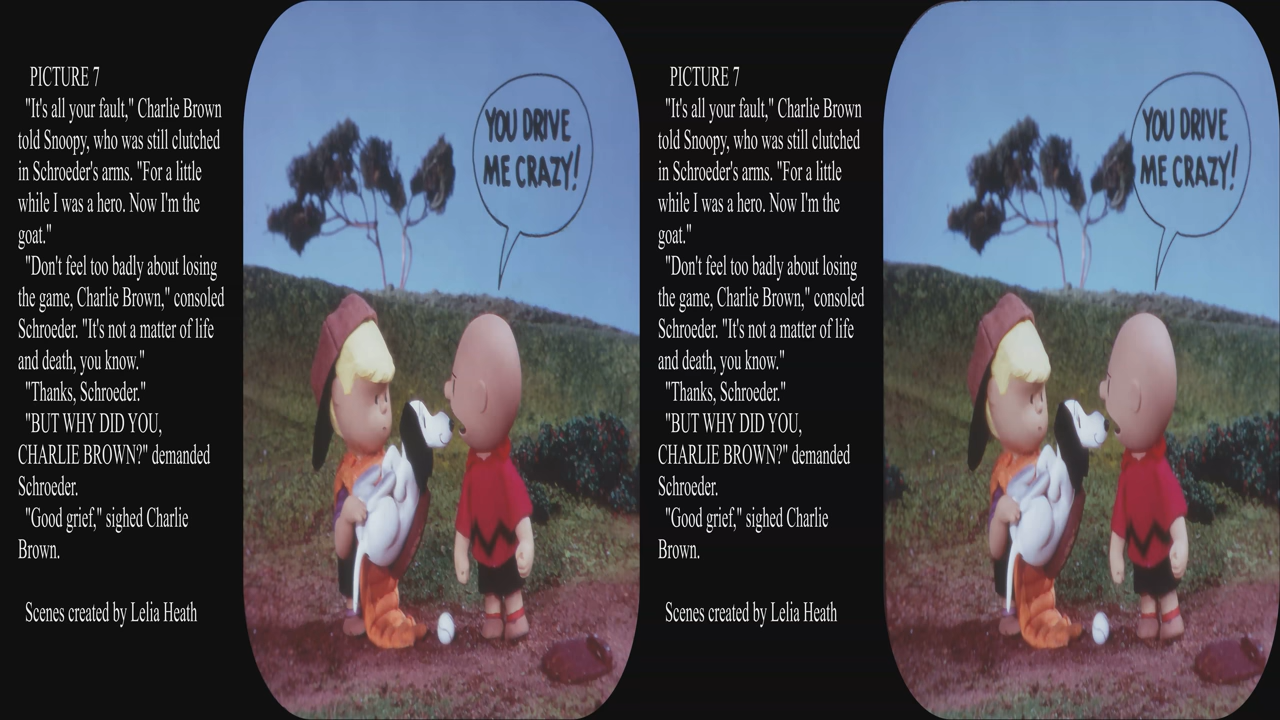 PICTURE 7
"It's all your fault," Charlie Brown
told Snoopy, who was still clutched
in Schroeder's arms. "For a little
while I was a hero. Now I'm the
goat."
"Don't feel too badly about losing
the game, Charlie Brown," consoled
Schroeder. "It's not a matter of life
and death, you know."
"Thanks, Schroeder."
"BUT WHY DID YOU,
CHARLIE BROWN?" demanded
Schroeder.
"Good grief," sighed Charlie
Brown.
Scenes created by Lelia Heath
YOU DRIVE
ME CRAZY!
PICTURE 7
"It's all your fault," Charlie Brown
told Snoopy, who was still clutched
in Schroeder's arms. "For a little
while I was a hero. Now I'm the
goat."
"Don't feel too badly about losing
the game, Charlie Brown," consoled
Schroeder. "It's not a matter of life
and death, you know."
"Thanks, Schroeder."
"BUT WHY DID YOU,
CHARLIE BROWN?" demanded
Schroeder.
"Good grief," sighed Charlie
Brown.
Scenes created by Lelia Heath
YOU DRIVE
ME CRAZY!